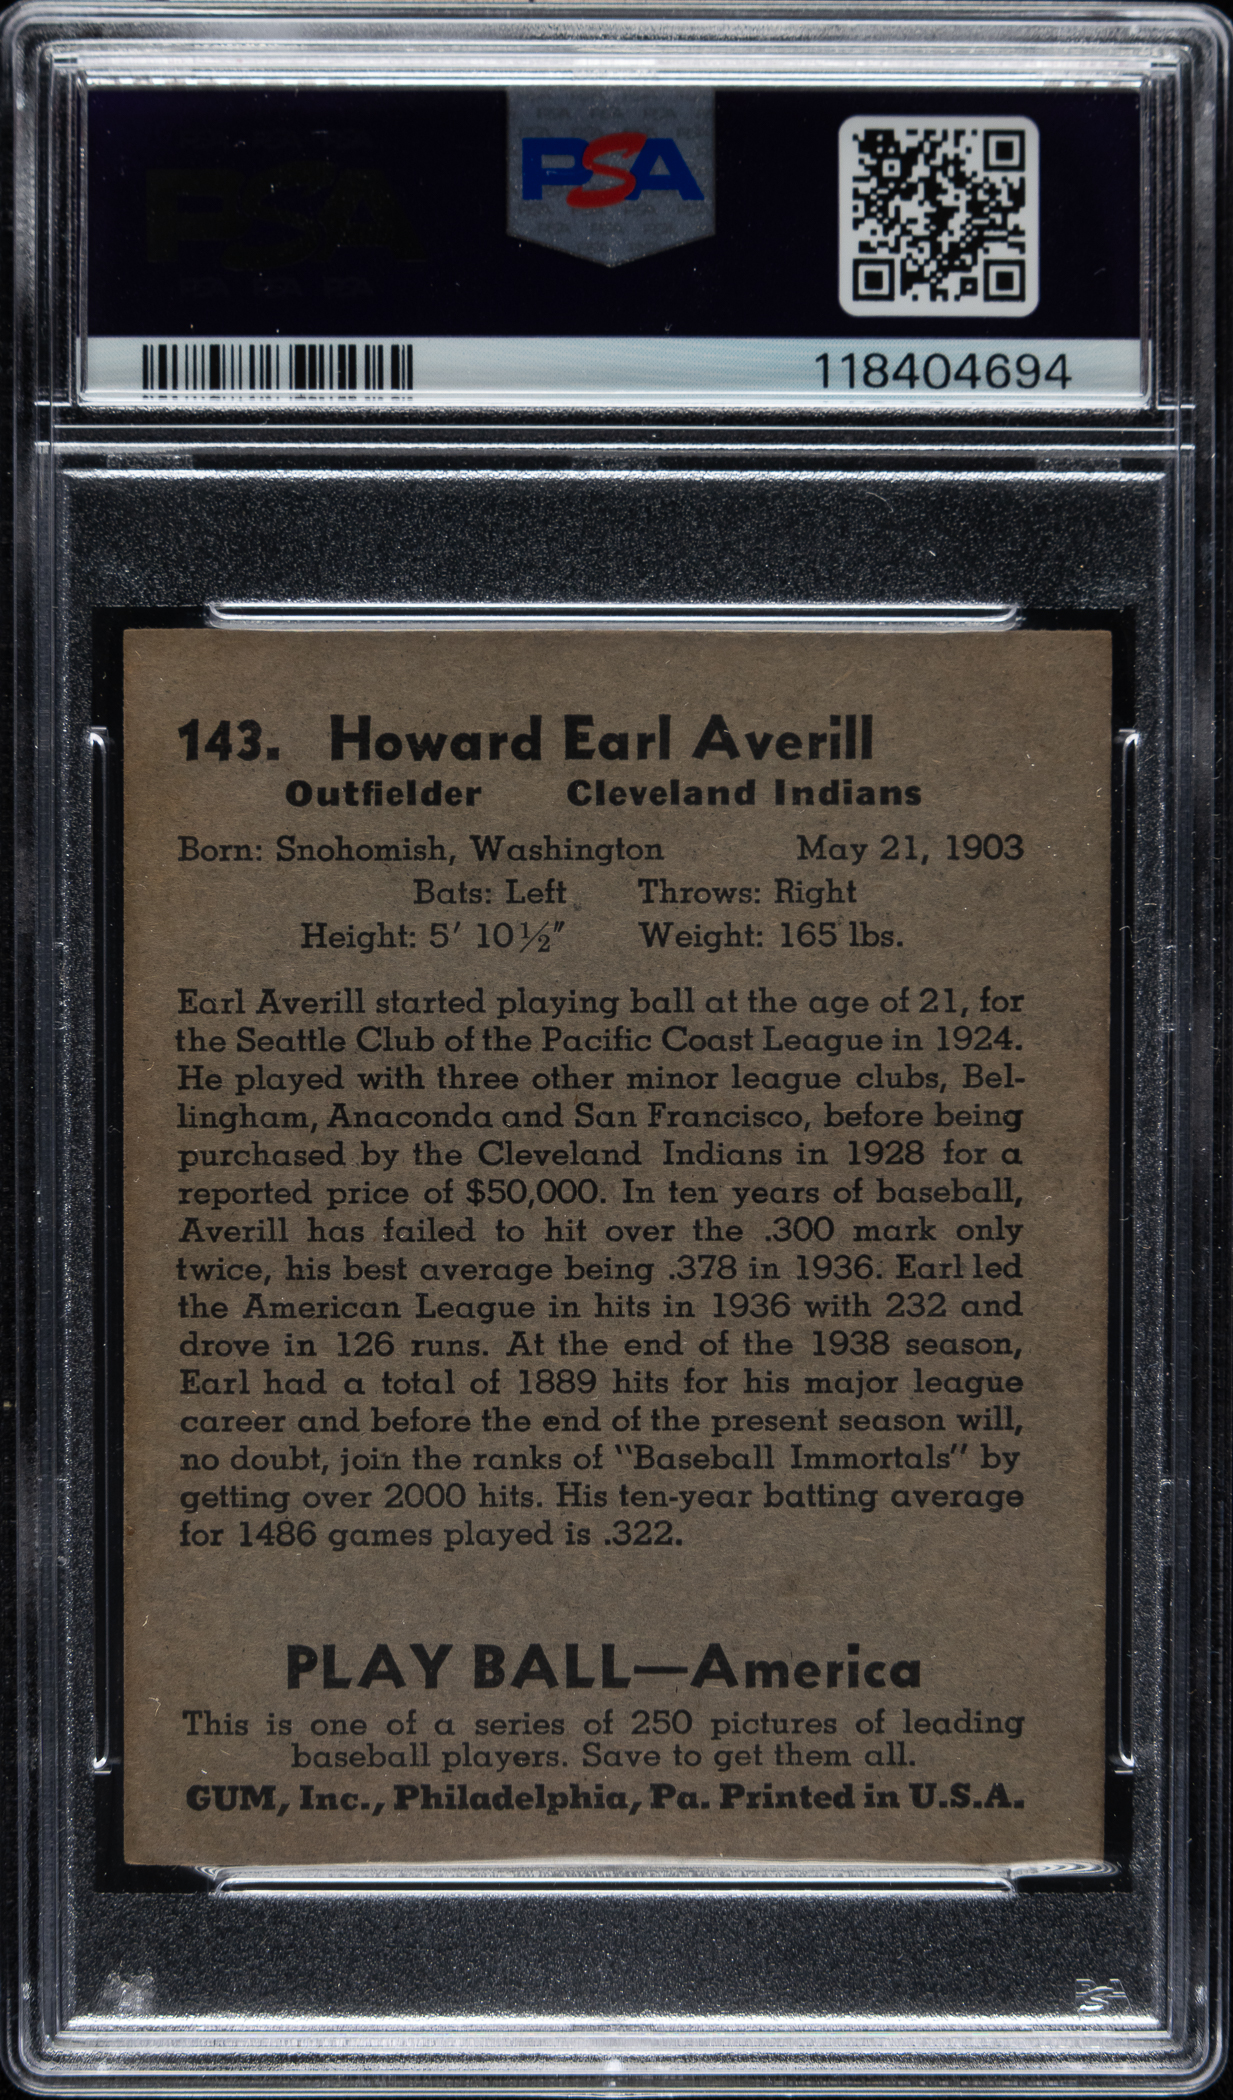 PSA
118404694
143. Howard Earl Averill
Outfielder Cleveland Indians
Born: Snohomish, Washington May 21, 1903
Bats: Left Throws: Right
Height: 5′ 10½″ Weight: 165 lbs.
Earl Averill started playing ball at the age of 21, for
the Seattle Club of the Pacific Coast League in 1924.
He played with three other minor league clubs, Bel-
lingham, Anaconda and San Francisco, before being
purchased by the Cleveland Indians in 1928 for a
reported price of $50,000. In ten years of baseball,
Averill has failed to hit over the .300 mark only
twice, his best average being .378 in 1936. Earl led
the American League in hits in 1936 with 232 and
drove in 126 runs. At the end of the 1938 season,
Earl had a total of 1889 hits for his major league
career and before the end of the present season will,
no doubt, join the ranks of "Baseball Immortals" by
getting over 2000 hits. His ten-year batting average
for 1486 games played is .322.
PLAY BALL—America
This is one of a series of 250 pictures of leading
baseball players. Save to get them all.
GUM, Inc., Philadelphia, Pa. Printed in U.S.A.
PSA